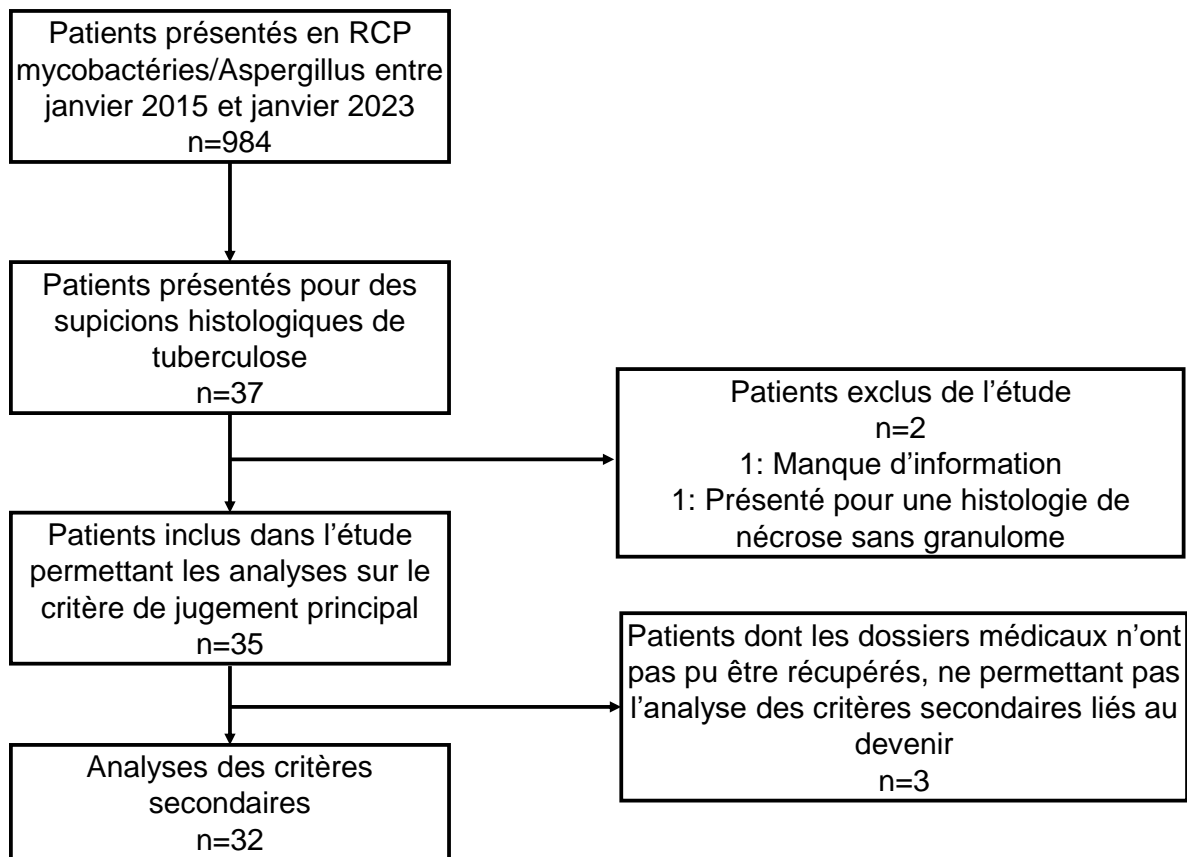 Patients présentés en RCP
mycobactéries/Aspergillus entre
janvier 2015 et janvier 2023
n=984
Patients présentés pour des
supicions histologiques de
tuberculose
n=37
Patients exclus de l’étude
n=2
1: Manque d’information
1: Présenté pour une histologie de
nécrose sans granulome
Patients inclus dans l’étude
permettant les analyses sur le
critère de jugement principal
n=35
Patients dont les dossiers médicaux n’ont
pas pu être récupérés, ne permettant pas
l’analyse des critères secondaires liés au
devenir
n=3
Analyses des critères
secondaires
n=32